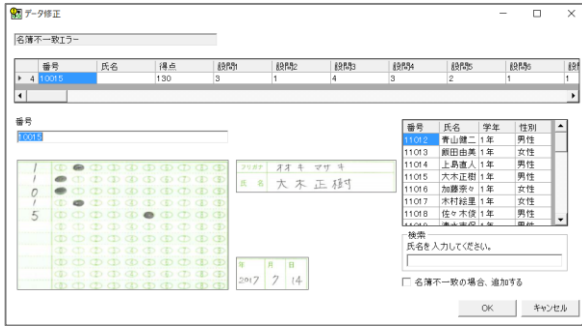 データ修正
名簿不一致エラー
番号 氏名 得点 設問1 設問2 設問3 設問4 設問5 設問6 設
4 10015 130 3 1 4 3 2 1 1
番号
10015
1
1
0
1
5
フリガナ オオキ マサキ
氏 名 大木 正樹
年 月 日
2017 7 14
番号 氏名 学年 性別
11012 青山健二 1年 男性
11013 飯田由美 1年 女性
11014 上島直人 1年 男性
11015 大木正樹 1年 男性
11016 加藤奈々 1年 女性
11017 木村絵里 1年 女性
11018 佐々木俊 1年 男性
検索
氏名を入力してください。
名簿不一致の場合、追加する
OK キャンセル